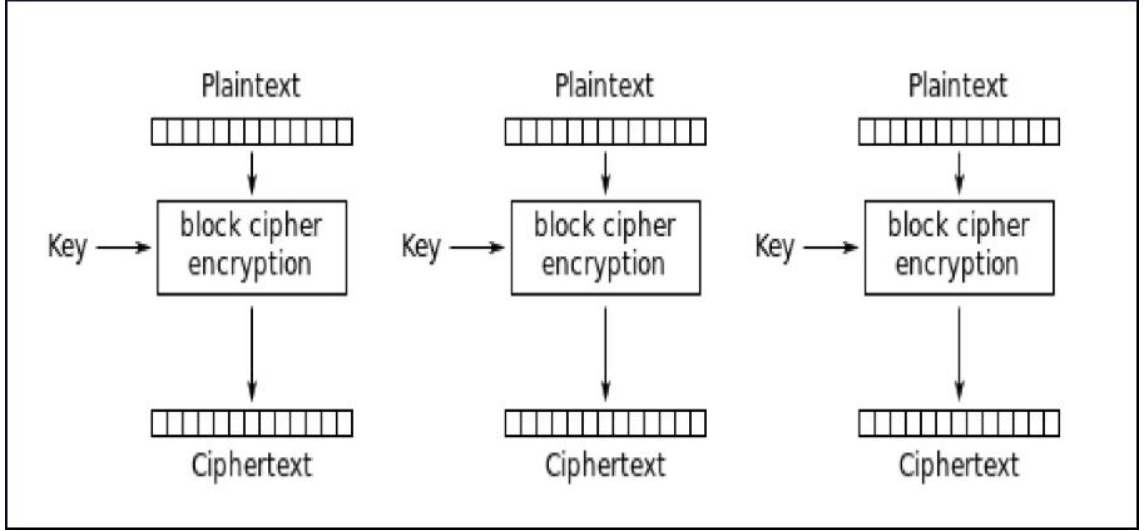 Plaintext
Plaintext
Plaintext
Key
block cipher
encryption
Key
block cipher
encryption
Key
block cipher
encryption
Ciphertext
Ciphertext
Ciphertext